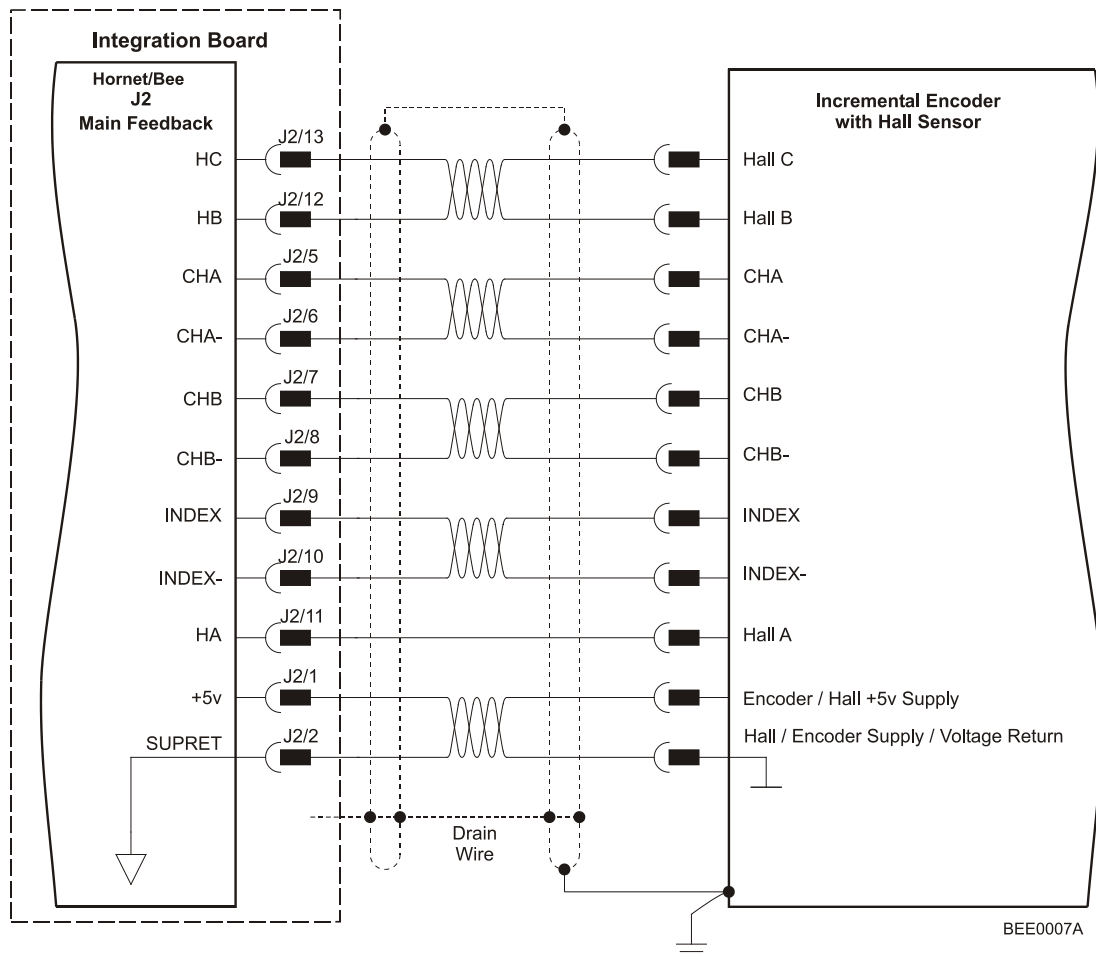 Integration Board
Hornet/Bee
J2
Main Feedback
Incremental Encoder
with Hall Sensor
HC
J2/13
Hall C
HB
J2/12
Hall B
CHA
J2/5
CHA
CHA-
J2/6
CHA-
CHB
J2/7
CHB
CHB-
J2/8
CHB-
INDEX
J2/9
INDEX
INDEX-
J2/10
INDEX-
HA
J2/11
Hall A
+5v
J2/1
Encoder / Hall +5v Supply
SUPRET
J2/2
Hall / Encoder Supply / Voltage Return
Drain
Wire
BEE0007A